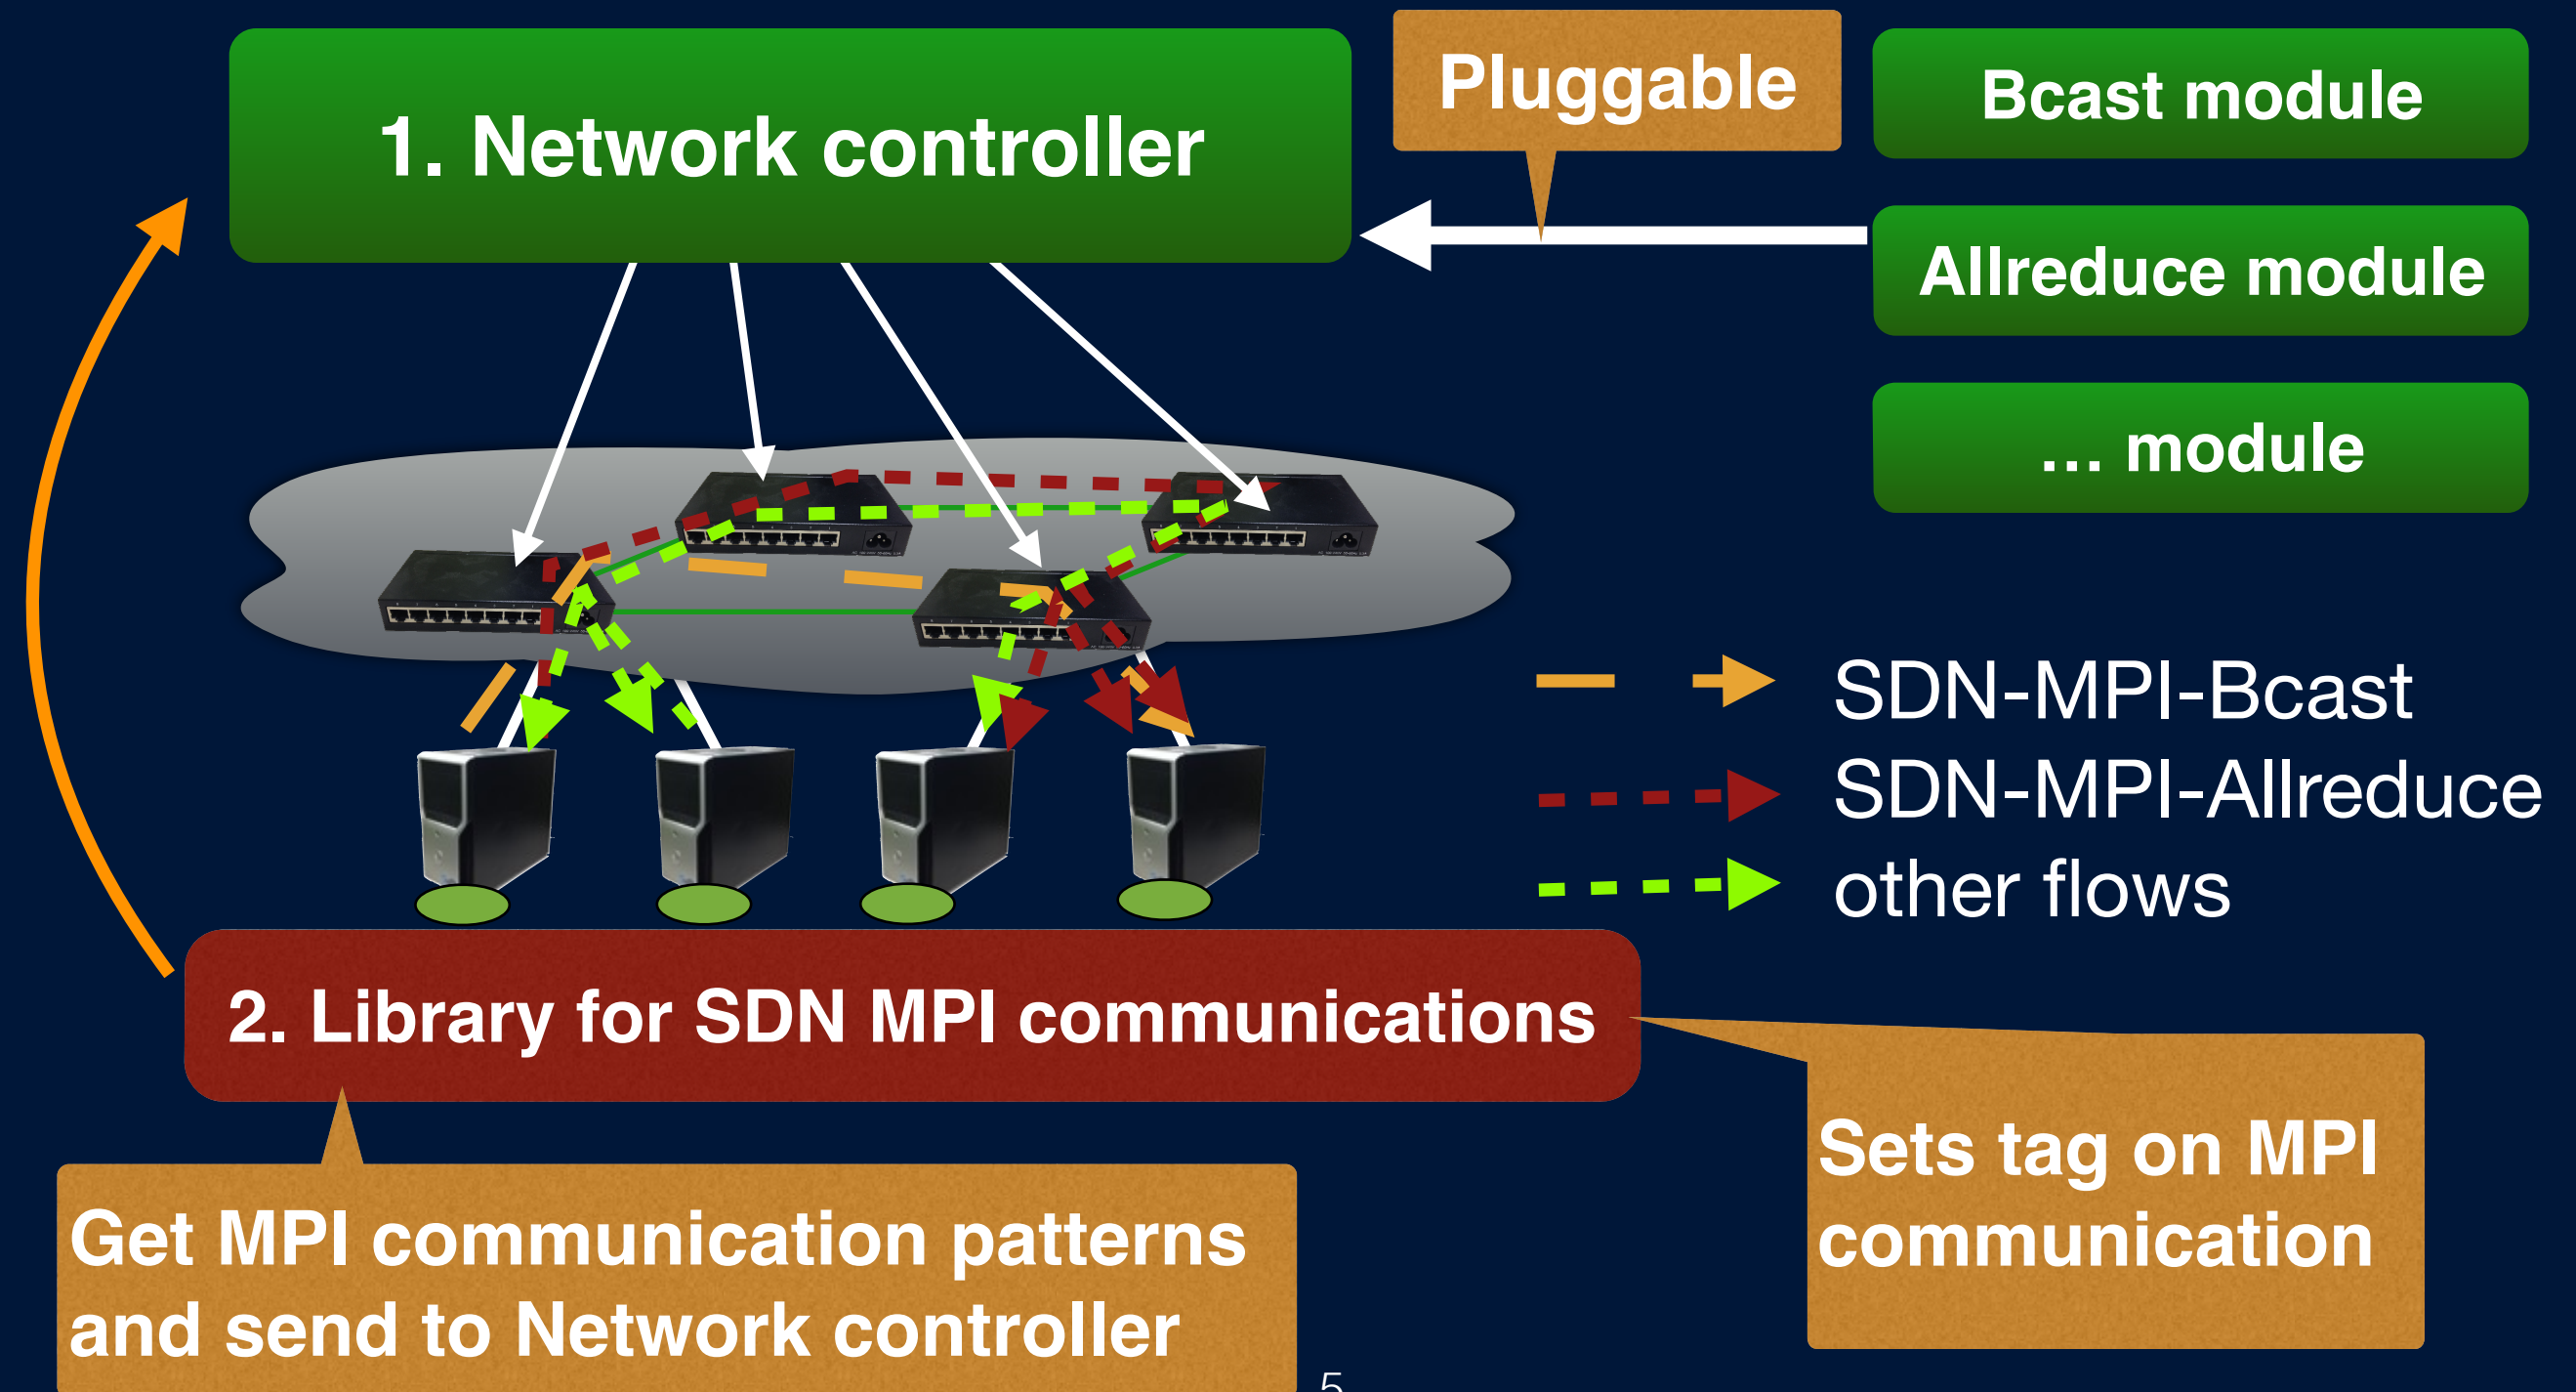 1. Network controller
Pluggable
Bcast module
Allreduce module
... module
SDN-MPI-Bcast
SDN-MPI-Allreduce
other flows
2. Library for SDN MPI communications
Sets tag on MPI
communication
Get MPI communication patterns
and send to Network controller
5